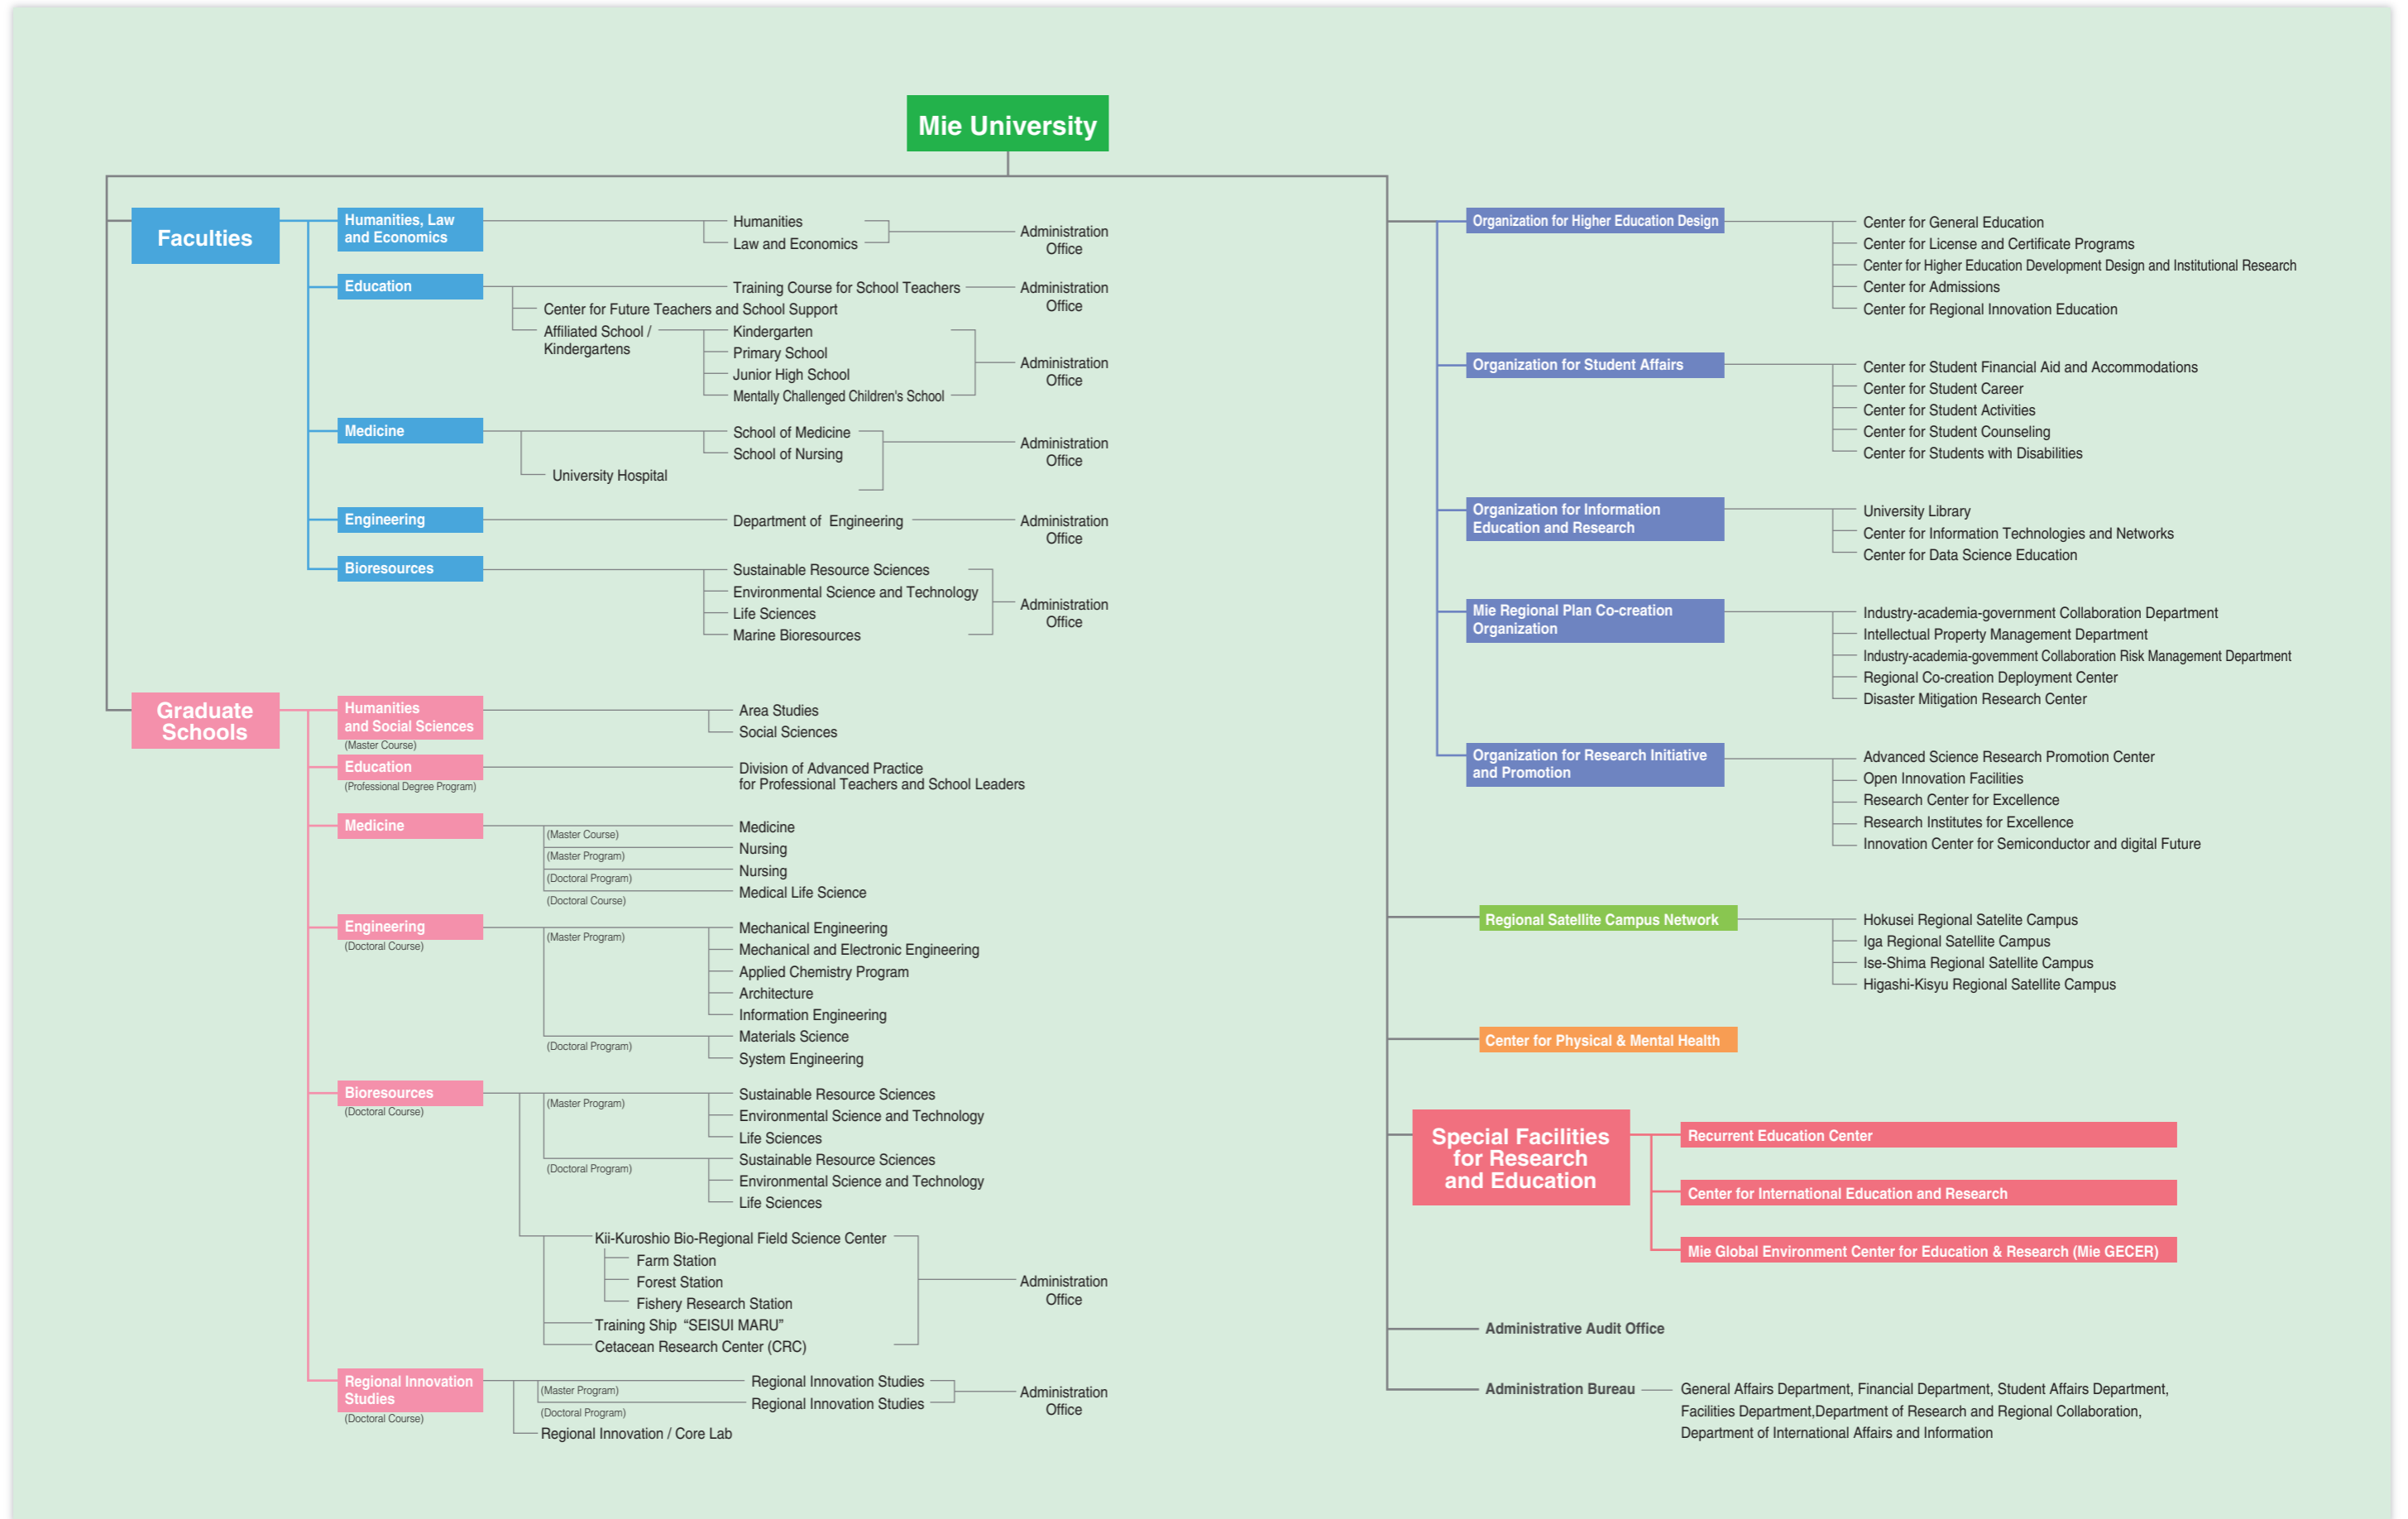 Mie University
Faculties
Humanities, Law
and Economics
Humanities
Law and Economics
Administration
Office
Education
Training Course for School Teachers
Administration
Office
Center for Future Teachers and School Support
Affiliated School /
Kindergartens
Kindergarten
Primary School
Junior High School
Mentally Challenged Children's School
Administration
Office
Medicine
School of Medicine
School of Nursing
University Hospital
Administration
Office
Engineering
Department of Engineering
Administration
Office
Bioresources
Sustainable Resource Sciences
Environmental Science and Technology
Life Sciences
Marine Bioresources
Administration
Office
Graduate
Schools
Humanities
and Social Sciences
(Master Course)
Area Studies
Social Sciences
Education
(Professional Degree Program)
Division of Advanced Practice
for Professional Teachers and School Leaders
Medicine
(Master Course)
Medicine
(Master Program)
Nursing
(Doctoral Program)
Nursing
(Doctoral Course)
Medical Life Science
Engineering
(Doctoral Course)
(Master Program)
Mechanical Engineering
Mechanical and Electronic Engineering
Applied Chemistry Program
Architecture
Information Engineering
(Doctoral Program)
Materials Science
System Engineering
Bioresources
(Doctoral Course)
(Master Program)
Sustainable Resource Sciences
Environmental Science and Technology
Life Sciences
(Doctoral Program)
Sustainable Resource Sciences
Environmental Science and Technology
Life Sciences
Kii-Kuroshio Bio-Regional Field Science Center
Farm Station
Forest Station
Fishery Research Station
Training Ship “SEISUI MARU”
Cetacean Research Center (CRC)
Administration
Office
Regional Innovation
Studies
(Doctoral Course)
(Master Program)
Regional Innovation Studies
(Doctoral Program)
Regional Innovation Studies
Regional Innovation / Core Lab
Administration
Office
Organization for Higher Education Design
Center for General Education
Center for License and Certificate Programs
Center for Higher Education Development Design and Institutional Research
Center for Admissions
Center for Regional Innovation Education
Organization for Student Affairs
Center for Student Financial Aid and Accommodations
Center for Student Career
Center for Student Activities
Center for Student Counseling
Center for Students with Disabilities
Organization for Information
Education and Research
University Library
Center for Information Technologies and Networks
Center for Data Science Education
Mie Regional Plan Co-creation
Organization
Industry-academia-government Collaboration Department
Intellectual Property Management Department
Industry-academia-government Collaboration Risk Management Department
Regional Co-creation Deployment Center
Disaster Mitigation Research Center
Organization for Research Initiative
and Promotion
Advanced Science Research Promotion Center
Open Innovation Facilities
Research Center for Excellence
Research Institutes for Excellence
Innovation Center for Semiconductor and digital Future
Regional Satellite Campus Network
Hokusei Regional Satelite Campus
Iga Regional Satellite Campus
Ise-Shima Regional Satellite Campus
Higashi-Kisyu Regional Satellite Campus
Center for Physical & Mental Health
Special Facilities
for Research
and Education
Recurrent Education Center
Center for International Education and Research
Mie Global Environment Center for Education & Research (Mie GECER)
Administrative Audit Office
Administration Bureau
General Affairs Department, Financial Department, Student Affairs Department,
Facilities Department,Department of Research and Regional Collaboration,
Department of International Affairs and Information